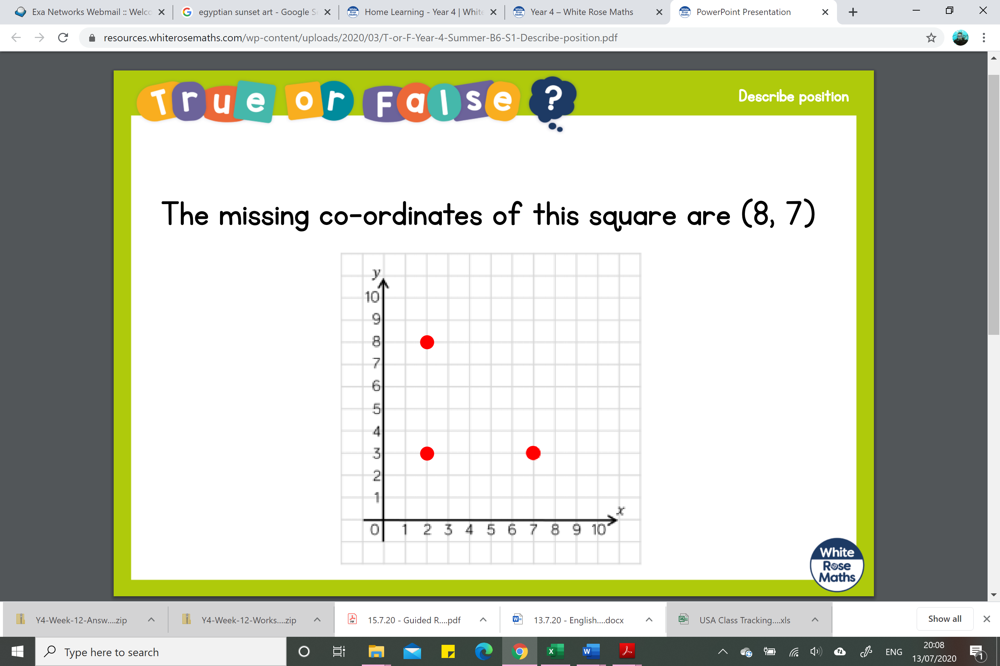 Exa Networks Webmail :: Welco
egyptian sunset art - Google S
Home Learning - Year 4 | White
Year 4 – White Rose Maths
PowerPoint Presentation
resources.whiterosemaths.com/wp-content/uploads/2020/03/T-or-F-Year-4-Summer-B6-S1-Describe-position.pdf
True or False ?
Describe position
The missing co-ordinates of this square are (8, 7)
y
10
9
8
7
6
5
4
3
2
1
x
0 1 2 3 4 5 6 7 8 9 10
White
Rose
Maths
Y4-Week-12-Answ....zip
Y4-Week-12-Works....zip
15.7.20 - Guided R....pdf
13.7.20 - English....docx
USA Class Tracking....xls
Show all
Type here to search
ENG
20:08
13/07/2020
1